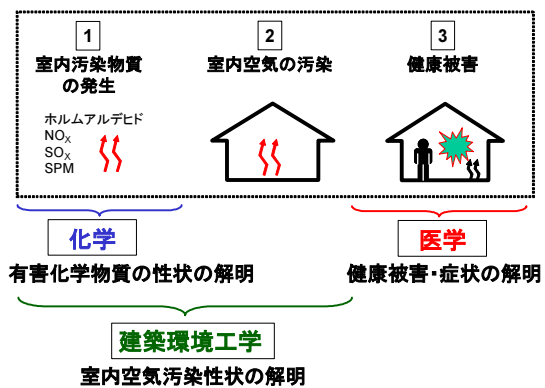 1
室内汚染物質
の発生
ホルムアルデヒド
NOX
SOX
SPM
2
室内空気の汚染
3
健康被害
化学
有害化学物質の性状の解明
医学
健康被害・症状の解明
建築環境工学
室内空気汚染性状の解明